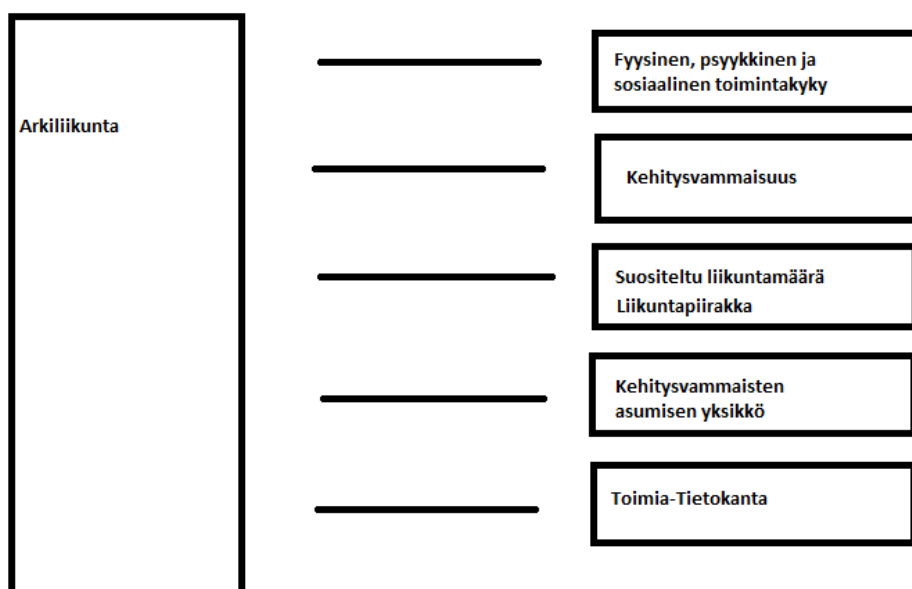 Arkiliikunta
Fyysinen, psyykkinen ja
sosiaalinen toimintakyky
Kehitysvammaisuus
Suositeltu liikuntamäärä
Liikuntapiirakka
Kehitysvammaisten
asumisen yksikkö
Toimia-Tietokanta